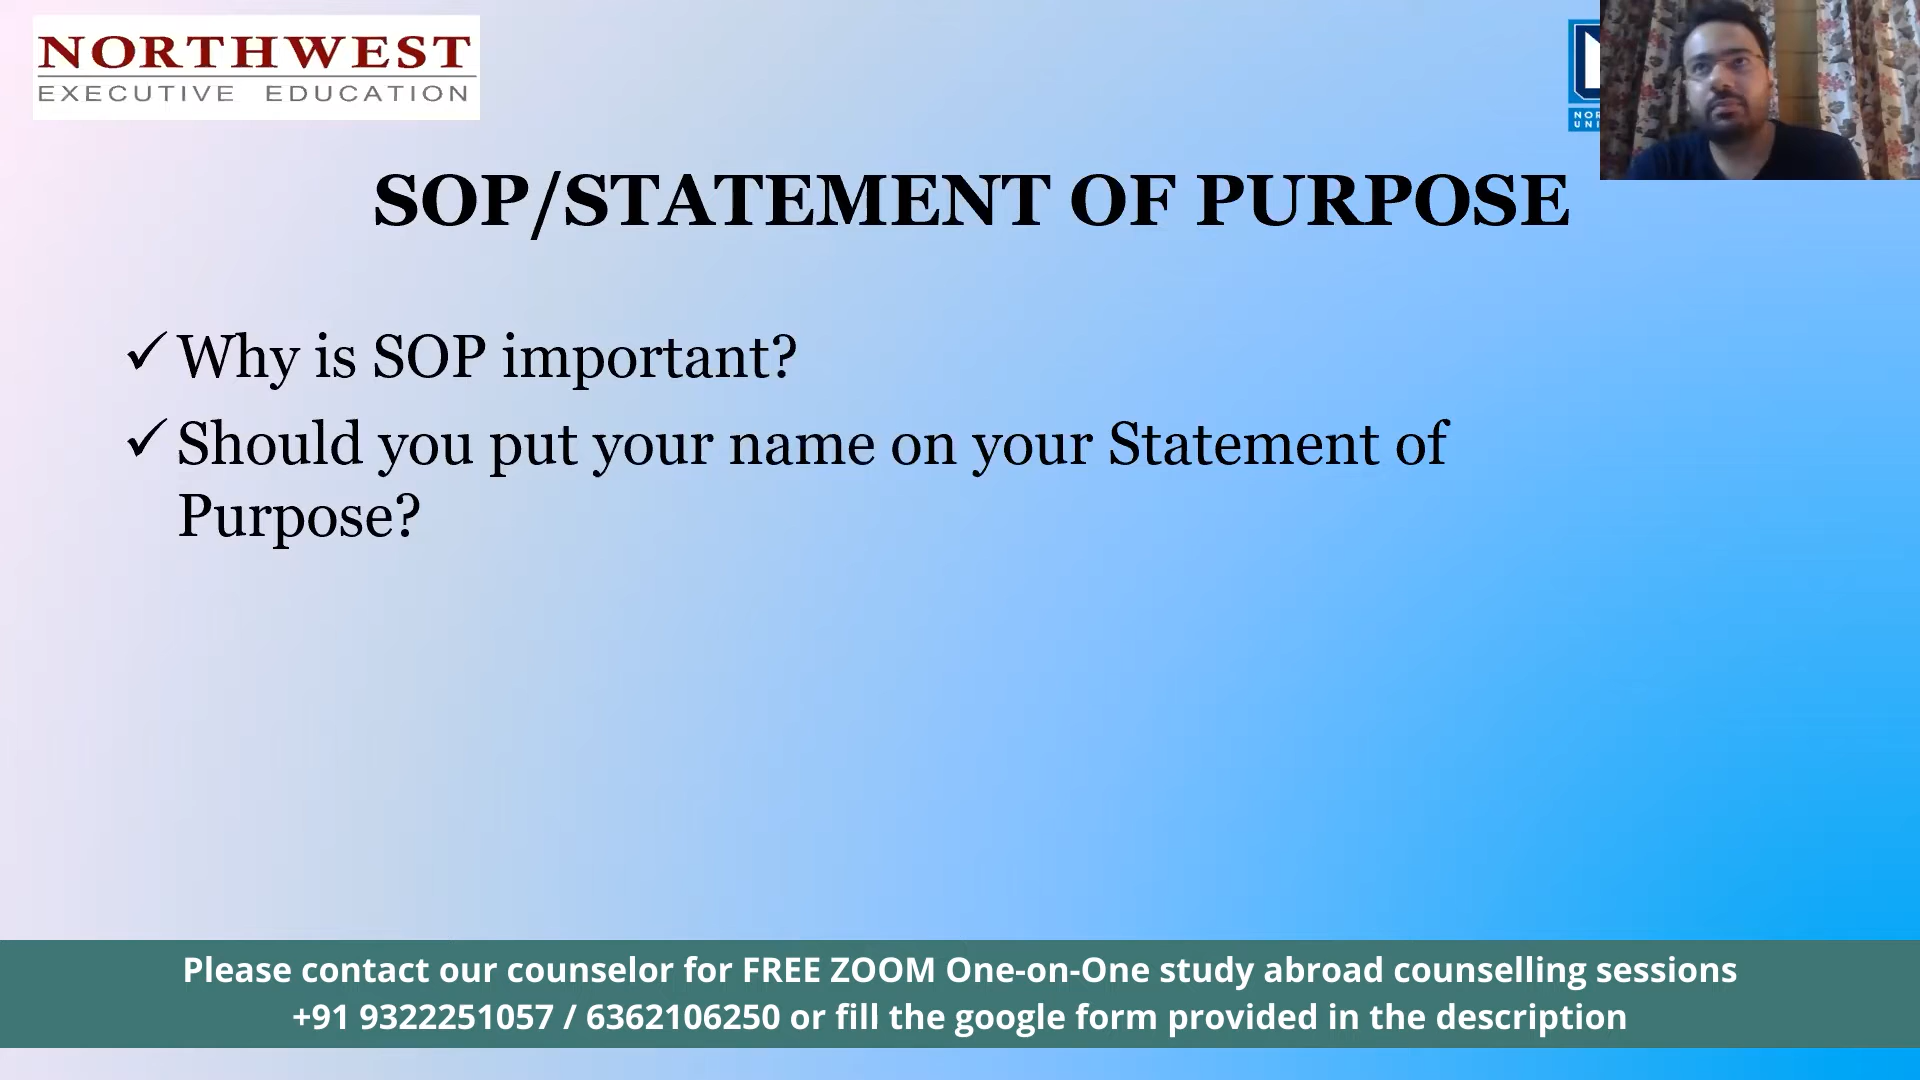 NORTHWEST
EXECUTIVE EDUCATION
SOP/STATEMENT OF PURPOSE
✓ Why is SOP important?
✓ Should you put your name on your Statement of
Purpose?
Please contact our counselor for FREE ZOOM One-on-One study abroad counselling sessions
+91 9322251057 / 6362106250 or fill the google form provided in the description